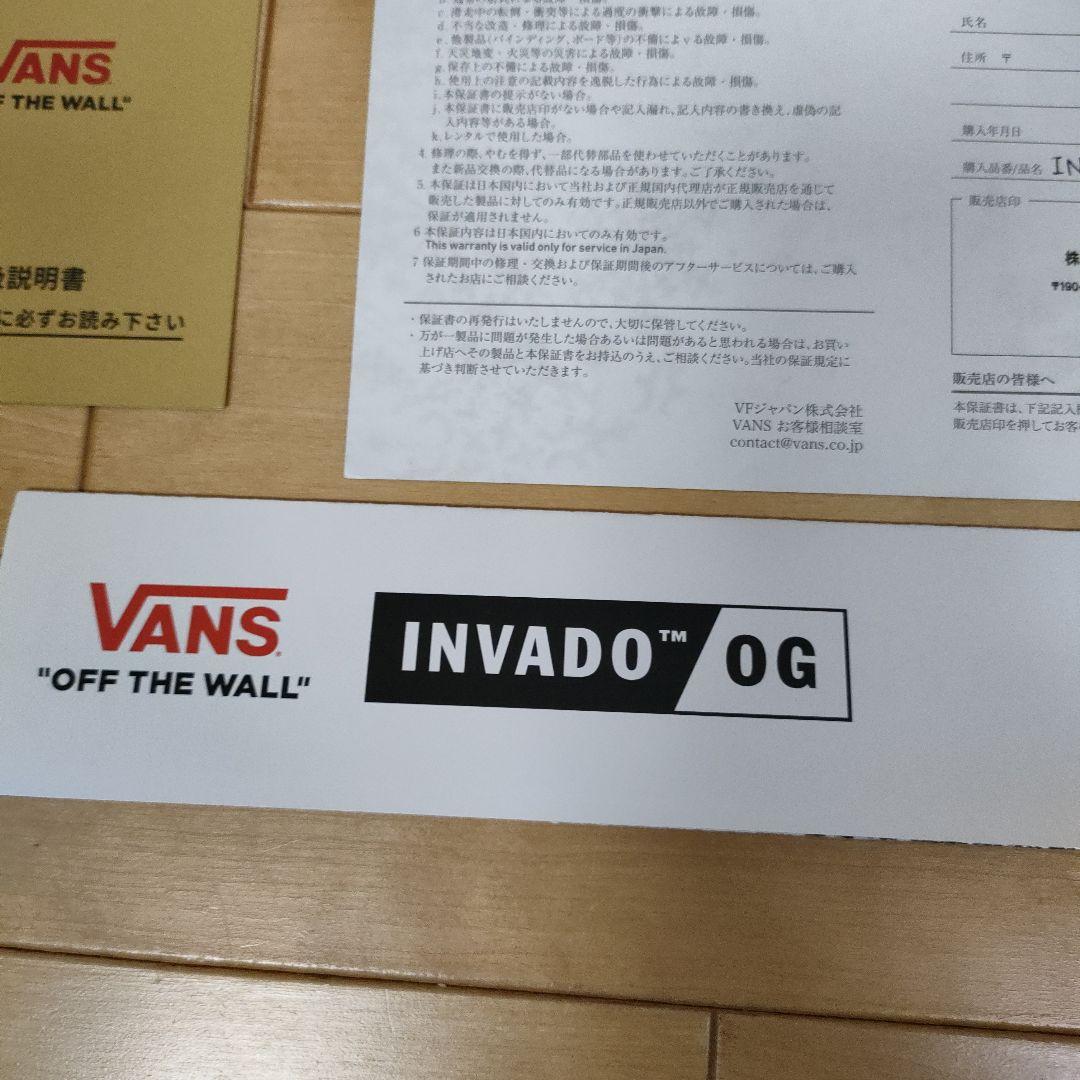 VANS
OF THE WALL"
扱説明書
に必ずお読み下さい
c. 滑走中の転倒・衝突等による過度の衝撃による故障・損傷。
d. 不当な改造・修理による故障・損傷。
e. 他製品(バインディング、ボード等)の不備によする故障・損傷。
f. 天災地変・火災等の災害による故障・損傷。
g. 保存上の不備による故障・損傷。
h. 使用上の注意の記載内容を逸脱した行為による故障・損傷。
i. 本保証書の提示がない場合。
j. 本保証書に販売店印がない場合や記入漏れ、記入内容の書き換え、虚偽の記
入内容等がある場合。
k. レンタルで使用した場合。
4. 修理の際、やむを得ず、一部代替部品を使わせていただくことがあります。
また新品交換の際、代替品になる場合があります。ご了承ください。
5. 本保証は日本国内において当社および正規国内代理店が正規販売店を通じて
販売した製品に対してのみ有効です。正規販売店以外でご購入された場合は、
保証が適用されません。
6 本保証内容は日本国内においてのみ有効です。
This warranty is valid only for service in Japan.
7 保証期間中の修理・交換および保証期間後のアフターサービスについては、ご購入
されたお店にご相談ください。
・保証書の再発行はいたしませんので、大切に保管してください。
・万が一製品に問題が発生した場合あるいは問題があると思われる場合は、お買い
上げ店へその製品と本保証書をお持込のうえ、ご相談ください。当社の保証規定に
基づき判断させていただきます。
VFジャパン株式会社
VANS お客様相談室
contact@vans.co.jp
氏名
住所 〒
購入年月日
購入品番/品名 IN
販売店印
株
〒190-
販売店の皆様へ
本保証書は、下記記入
販売店印を押してお客
VANS
"OFF THE WALL"
INVADO™ OG